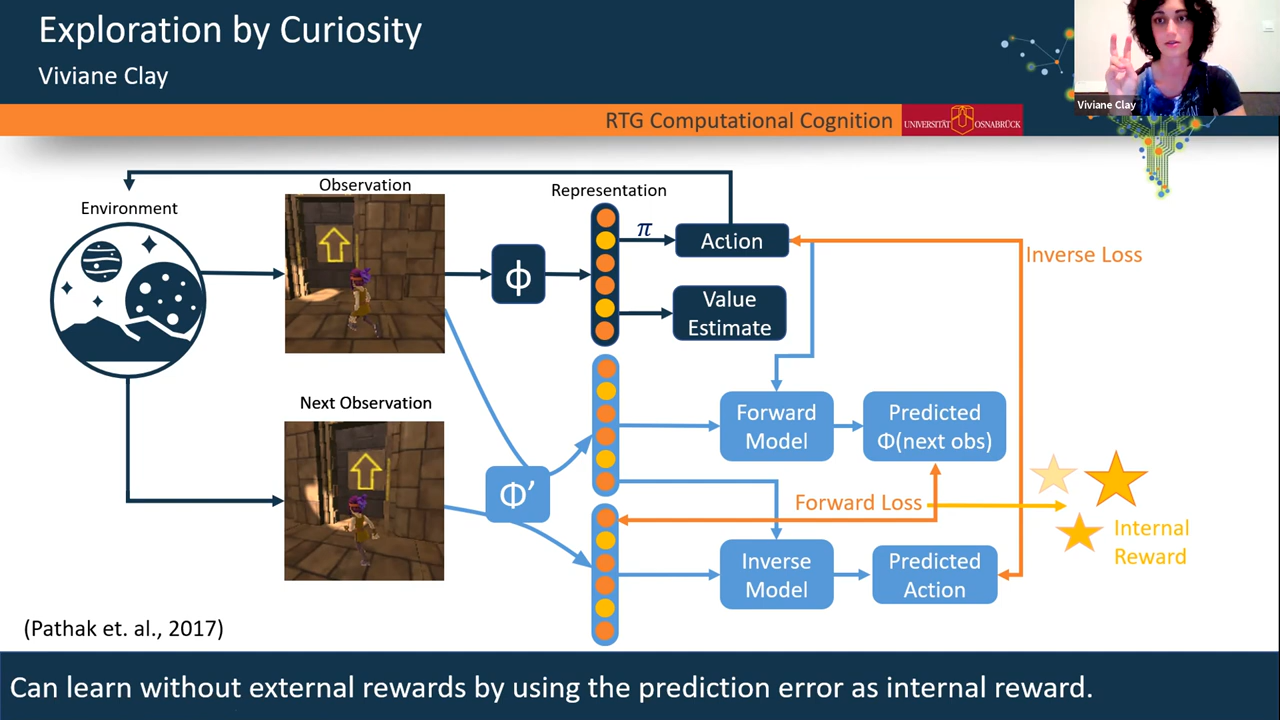 Exploration by Curiosity
Viviane Clay
Viviane Clay
RTG Computational Cognition
UNIVERSITÄT OSNABRÜCK
Environment
Observation
Representation
π
Action
Inverse Loss
ϕ
Value
Estimate
Next Observation
Forward
Model
Predicted
Φ(next obs)
Φ’
Forward Loss
Internal
Reward
Inverse
Model
Predicted
Action
(Pathak et. al., 2017)
Can learn without external rewards by using the prediction error as internal reward.